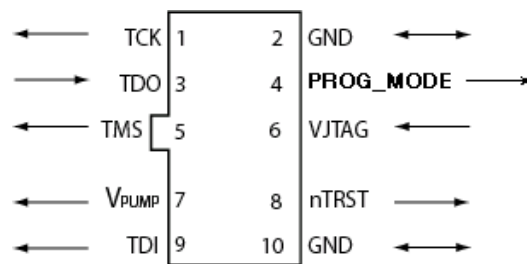 TCK 1 2 GND
TDO 3 4 PROG_MODE
TMS 5 6 VJTAG
VPUMP 7 8 nTRST
TDI 9 10 GND